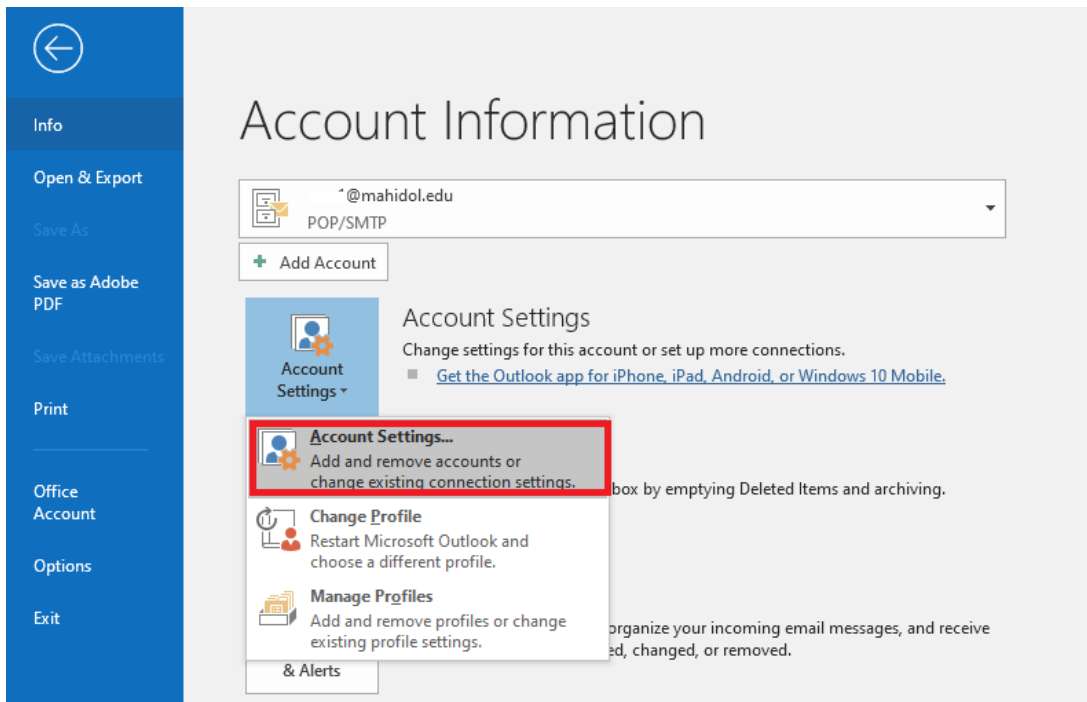 Info
Open & Export
Save As
Save as Adobe
PDF
Save Attachments
Print
Office
Account
Options
Exit
Account Information
1@mahidol.edu
POP/SMTP
Add Account
Account
Settings
Account Settings
Change settings for this account or set up more connections.
Get the Outlook app for iPhone, iPad, Android, or Windows 10 Mobile.
Account Settings...
Add and remove accounts or
change existing connection settings.
box by emptying Deleted Items and archiving.
Change Profile
Restart Microsoft Outlook and
choose a different profile.
Manage Profiles
Add and remove profiles or change
existing profile settings.
organize your incoming email messages, and receive
ed, changed, or removed.
& Alerts